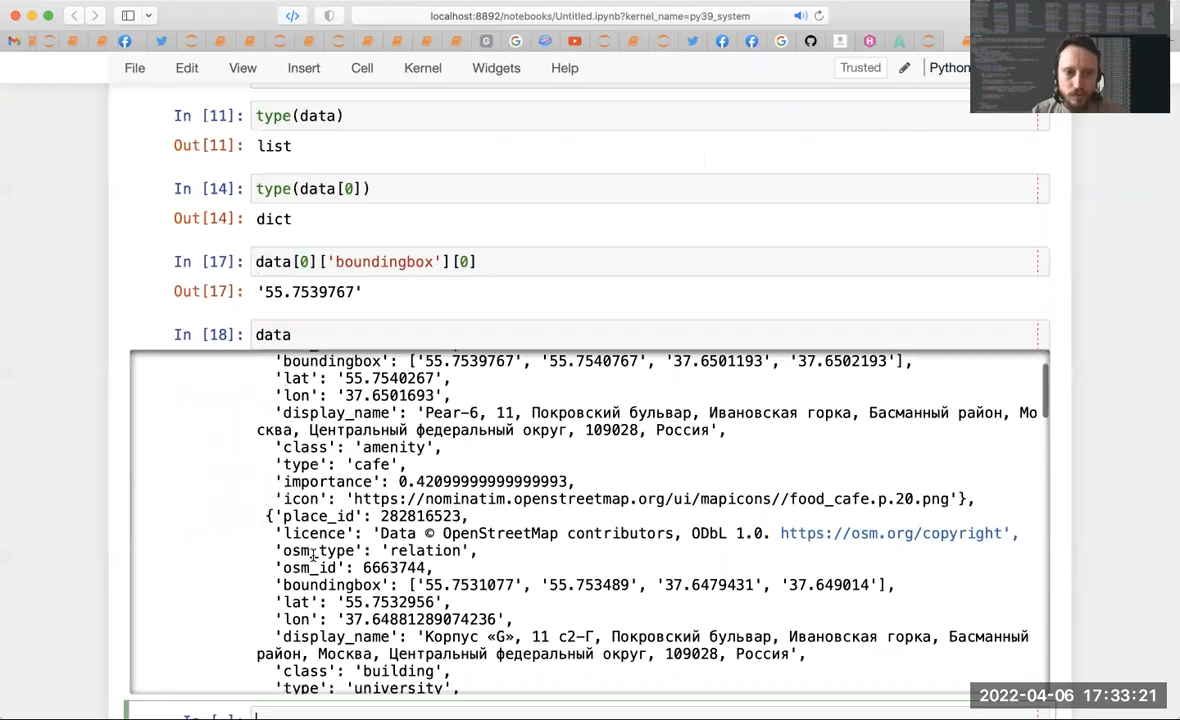 localhost:8892/notebooks/Untitled.ipynb?kernel_name=py39_system
File Edit View Insert Cell Kernel Widgets Help Trusted Python
In [11]: type(data)
Out[11]: list
In [14]: type(data[0])
Out[14]: dict
In [17]: data[0]['boundingbox'][0]
Out[17]: '55.7539767'
In [18]: data
'boundingbox': ['55.7539767', '55.7540767', '37.6501193', '37.6502193'],
'lat': '55.7540267',
'lon': '37.6501693',
'display_name': 'Pear-6, 11, Покровский бульвар, Ивановская горка, Басманный район, Мо
сква, Центральный федеральный округ, 109028, Россия',
'class': 'amenity',
'type': 'cafe',
'importance': 0.42099999999999993,
'icon': 'https://nominatim.openstreetmap.org/ui/mapicons//food_cafe.p.20.png'},
{'place_id': 282816523,
'licence': 'Data © OpenStreetMap contributors, ODbL 1.0. https://osm.org/copyright',
'osm_type': 'relation',
'osm_id': 6663744,
'boundingbox': ['55.7531077', '55.753489', '37.6479431', '37.649014'],
'lat': '55.7532956',
'lon': '37.64881289074236',
'display_name': 'Корпус «G», 11 с2-Г, Покровский бульвар, Ивановская горка, Басманный
район, Москва, Центральный федеральный округ, 109028, Россия',
'class': 'building',
'type': 'university',
2022-04-06 17:33:21